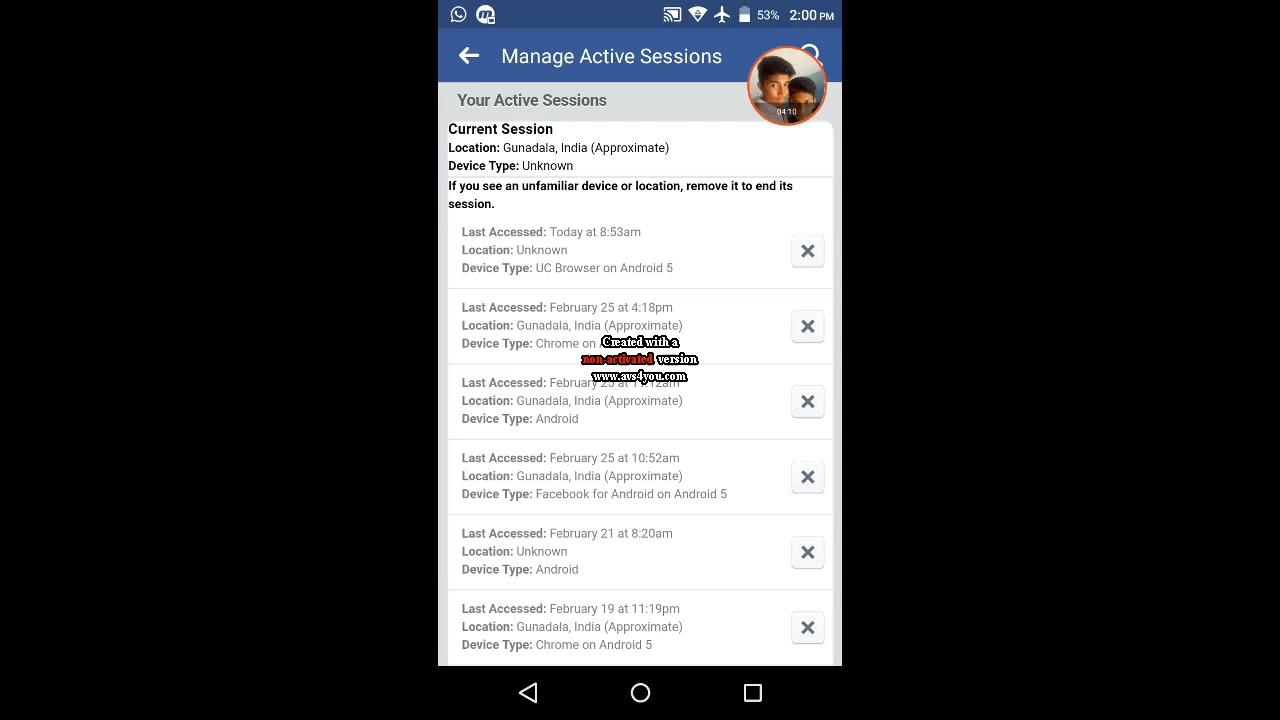 53% 2:00 PM
Manage Active Sessions
04:10
Your Active Sessions
Current Session
Location: Gunadala, India (Approximate)
Device Type: Unknown
If you see an unfamiliar device or location, remove it to end its
session.
Last Accessed: Today at 8:53am
Location: Unknown
Device Type: UC Browser on Android 5
Last Accessed: February 25 at 4:18pm
Location: Gunadala, India (Approximate)
Device Type: Chrome on
Created with a
non-activated version
www.avs4you.com
Last Accessed: February 25 at 11:12am
Location: Gunadala, India (Approximate)
Device Type: Android
Last Accessed: February 25 at 10:52am
Location: Gunadala, India (Approximate)
Device Type: Facebook for Android on Android 5
Last Accessed: February 21 at 8:20am
Location: Unknown
Device Type: Android
Last Accessed: February 19 at 11:19pm
Location: Gunadala, India (Approximate)
Device Type: Chrome on Android 5